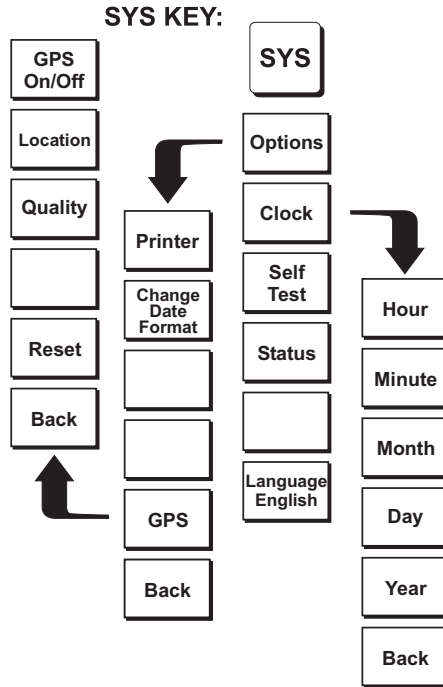 SYS KEY:
GPS
On/Off
Location
Quality
Reset
Back
Printer
Change
Date
Format
GPS
Back
SYS
Options
Clock
Self
Test
Status
Language
English
Hour
Minute
Month
Day
Year
Back